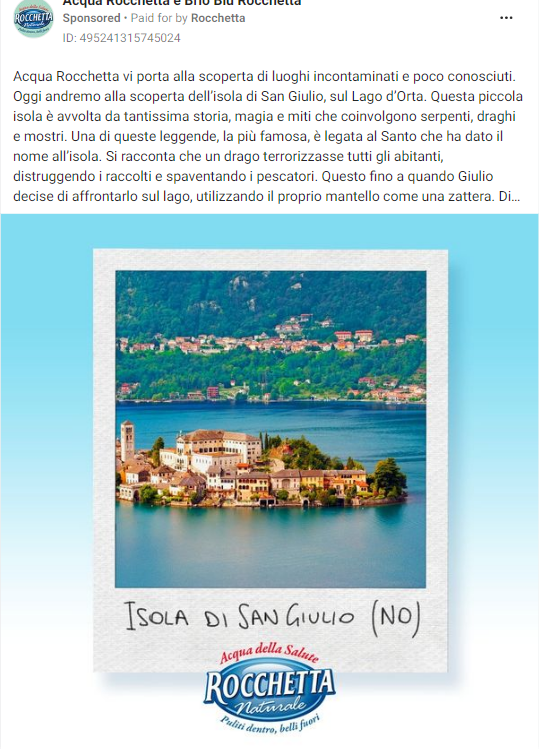 Acqua Rocchetta e Brio Blu Rocchetta
ROCCHETTA
Naturale
Sponsored • Paid for by Rocchetta
...
ID: 495241315745024
Acqua Rocchetta vi porta alla scoperta di luoghi incontaminati e poco conosciuti.
Oggi andremo alla scoperta dell'isola di San Giulio, sul Lago d'Orta. Questa piccola
isola è avvolta da tantissima storia, magia e miti che coinvolgono serpenti, draghi
e mostri. Una di queste leggende, la più famosa, è legata al Santo che ha dato il
nome all'isola. Si racconta che un drago terrorizzasse tutti gli abitanti,
distruggendo i raccolti e spaventando i pescatori. Questo fino a quando Giulio
decise di affrontarlo sul lago, utilizzando il proprio mantello come una zattera. Di...
ISOLA DI SAN GIULIO (NO)
Acqua della Salute
ROCCHETTA
Naturale
Puliti dentro, belli fuori